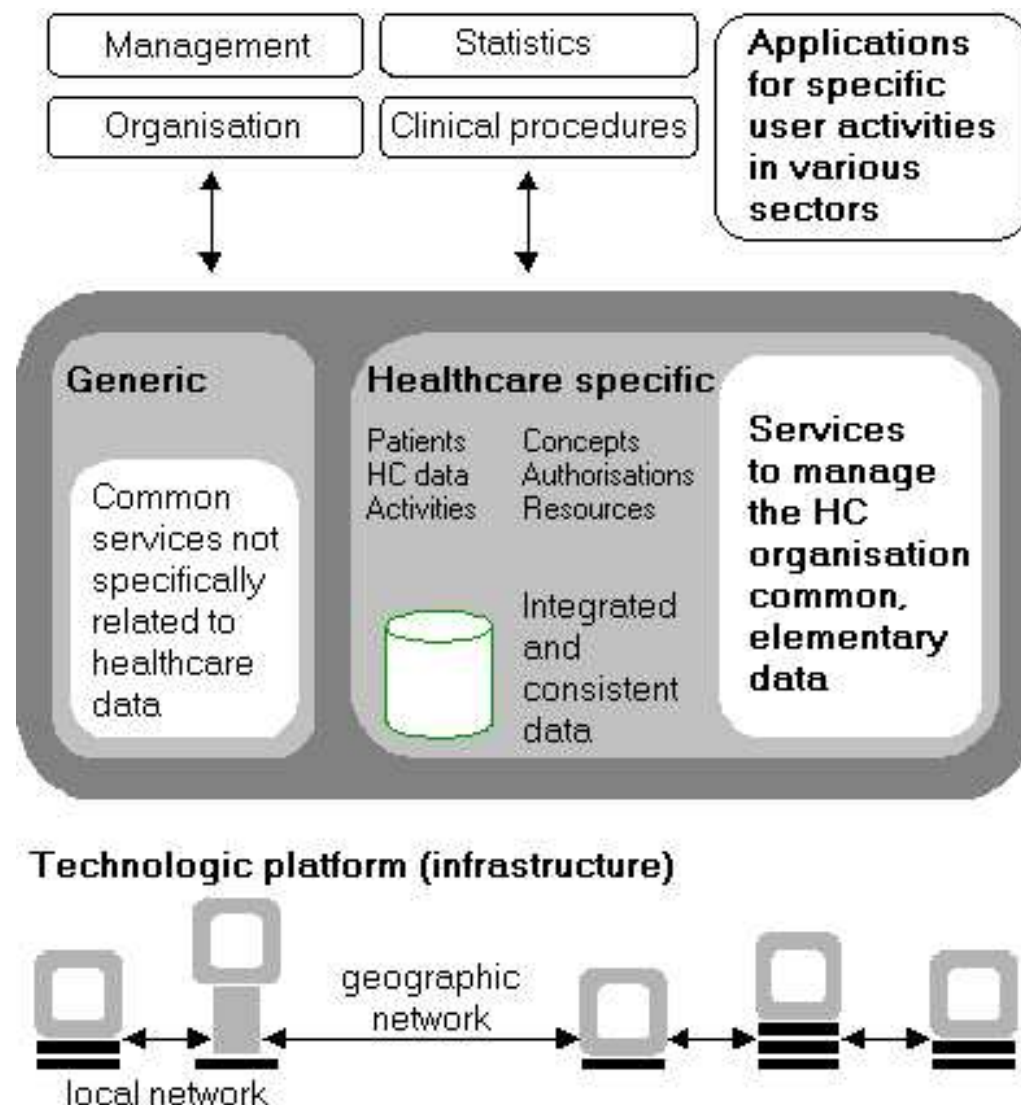 Management
Statistics
Organisation
Clinical procedures
Applications
for specific
user activities
in various
sectors
Generic
Common
services not
specifically
related to
healthcare
data
Healthcare specific
Patients
HC data
Activities
Concepts
Authorisations
Resources
Integrated
and
consistent
data
Services
to manage
the HC
organisation
common,
elementary
data
Technologic platform (infrastructure)
geographic
network
local network